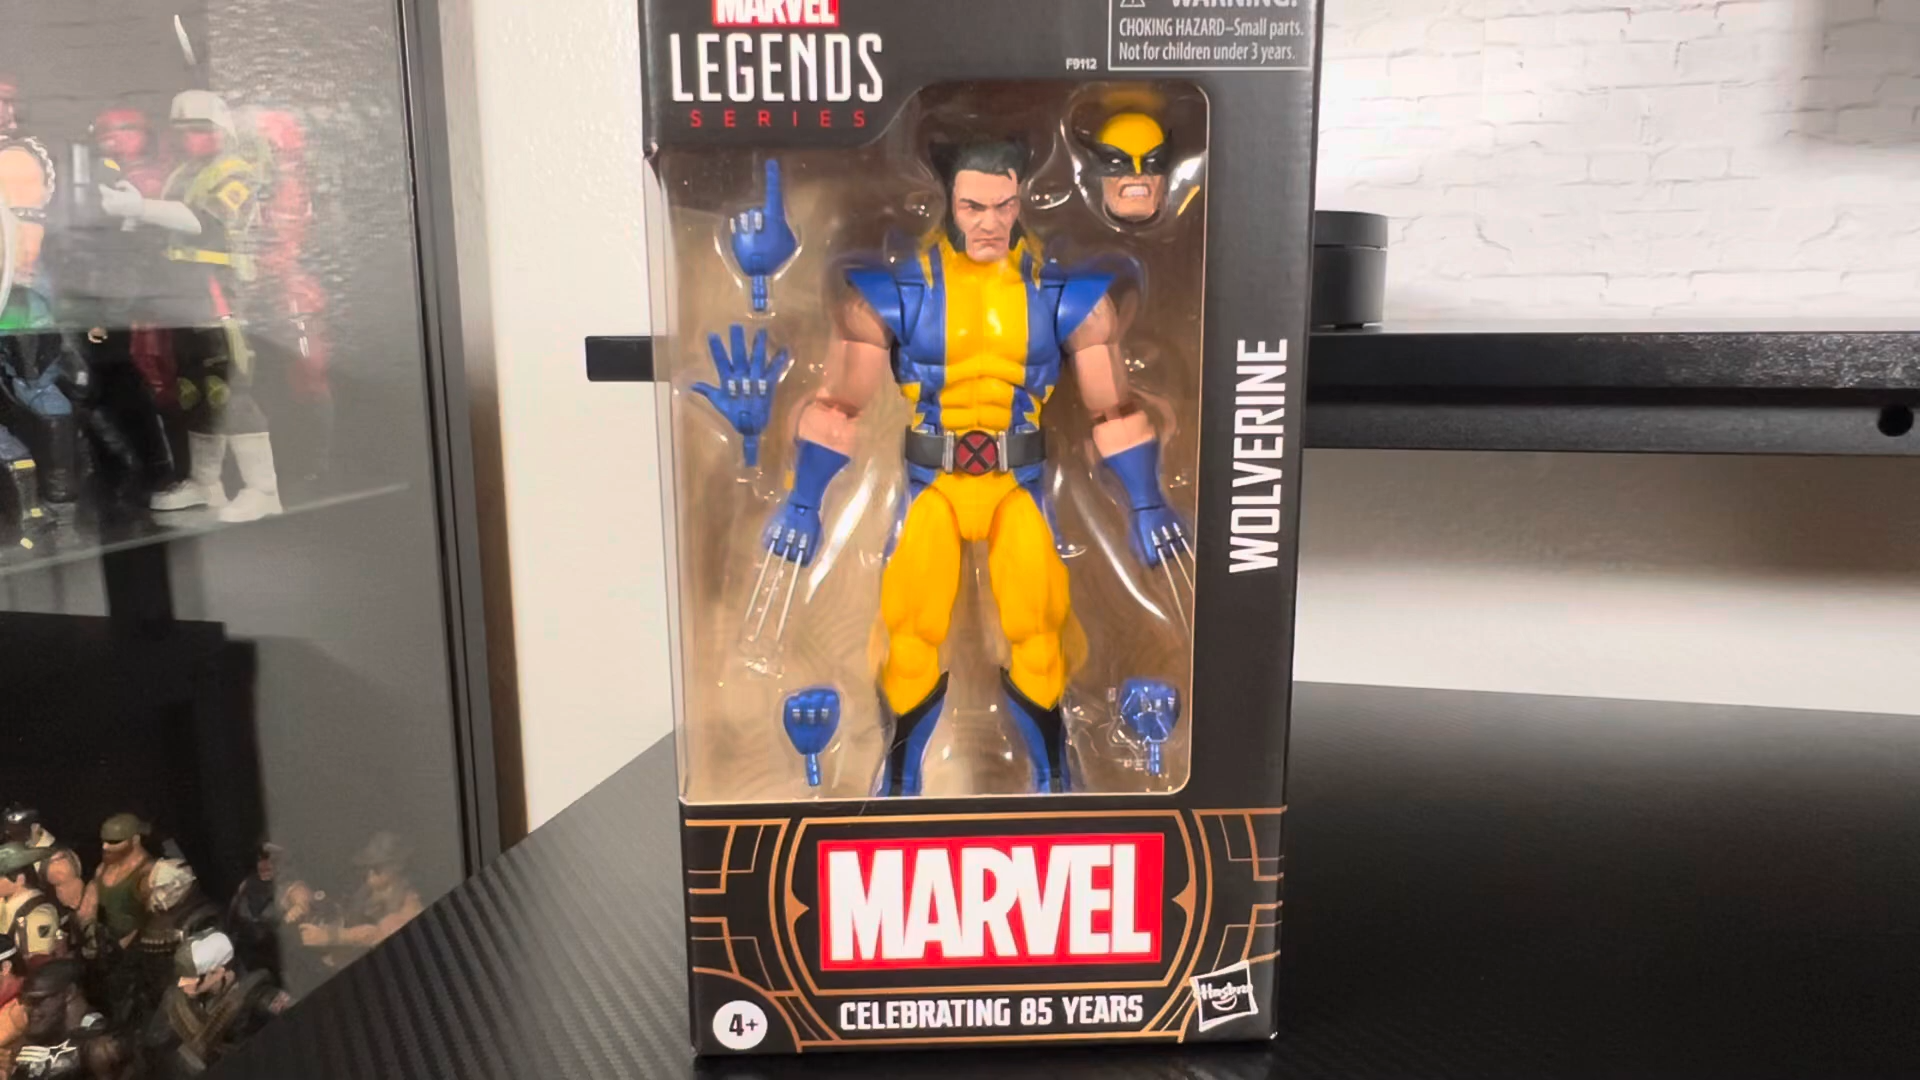 MARVEL
LEGENDS
SERIES
WARNING:
CHOKING HAZARD–Small parts.
Not for children under 3 years.
F9112
WOLVERINE
MARVEL
CELEBRATING 85 YEARS
4+
Hasbro